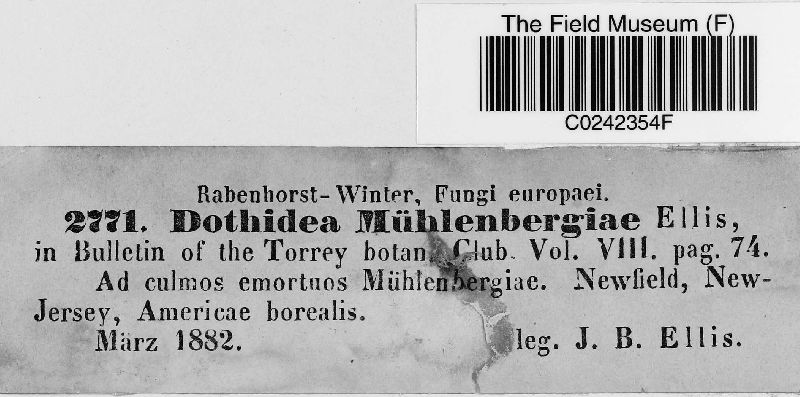 The Field Museum (F)
C0242354F
Rabenhorst-Winter, Fungi europaei.
2771. Dothidea Mühlenbergiae Ellis,
in Bulletin of the Torrey botan. Club. Vol. VIII. pag. 74.
Ad culmos emortuos Mühlenbergiae. Newfield, New-
Jersey, Americae borealis.
März 1882. leg. J. B. Ellis.